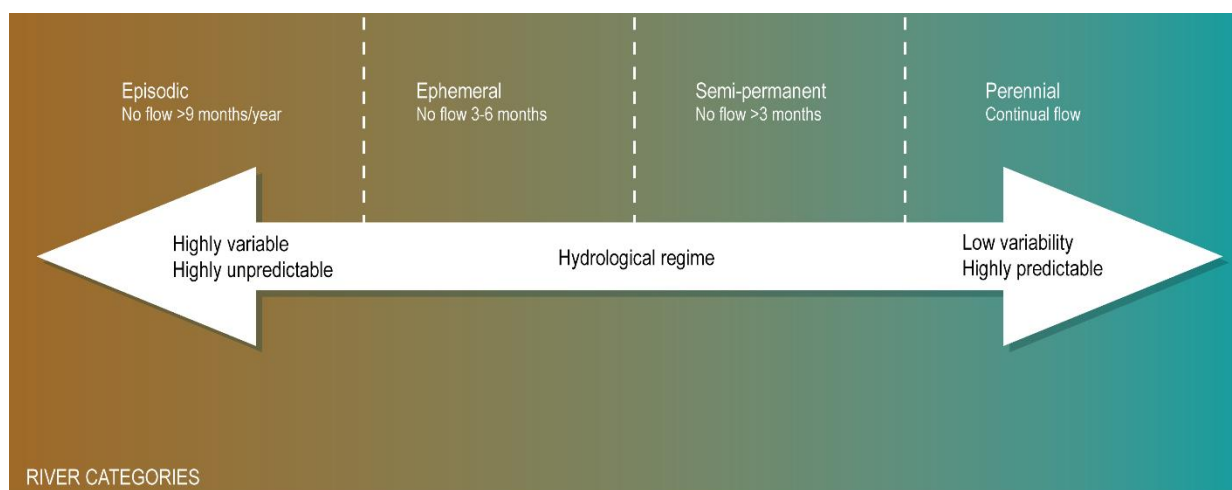 Episodic
No flow >9 months/year
Ephemeral
No flow 3-6 months
Semi-permanent
No flow >3 months
Perennial
Continual flow
Highly variable
Highly unpredictable
Hydrological regime
Low variability
Highly predictable
RIVER CATEGORIES